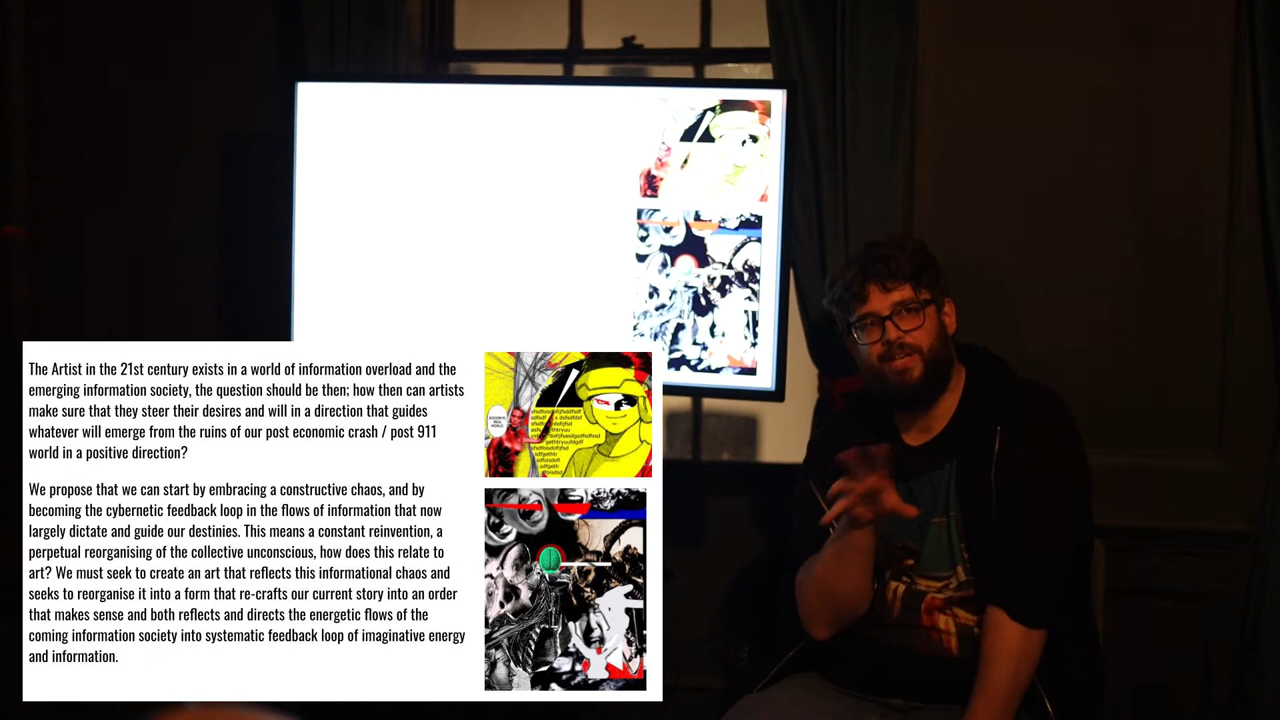 The Artist in the 21st century exists in a world of information overload and the
emerging information society, the question should be then; how then can artists
make sure that they steer their desires and will in a direction that guides
whatever will emerge from the ruins of our post economic crash / post 911
world in a positive direction?
We propose that we can start by embracing a constructive chaos, and by
becoming the cybernetic feedback loop in the flows of information that now
largely dictate and guide our destinies. This means a constant reinvention, a
perpetual reorganising of the collective unconscious, how does this relate to
art? We must seek to create an art that reflects this informational chaos and
seeks to reorganise it into a form that re-crafts our current story into an order
that makes sense and both reflects and directs the energetic flows of the
coming information society into systematic feedback loop of imaginative energy
and information.
GOODBYE,
REAL
WORLD.